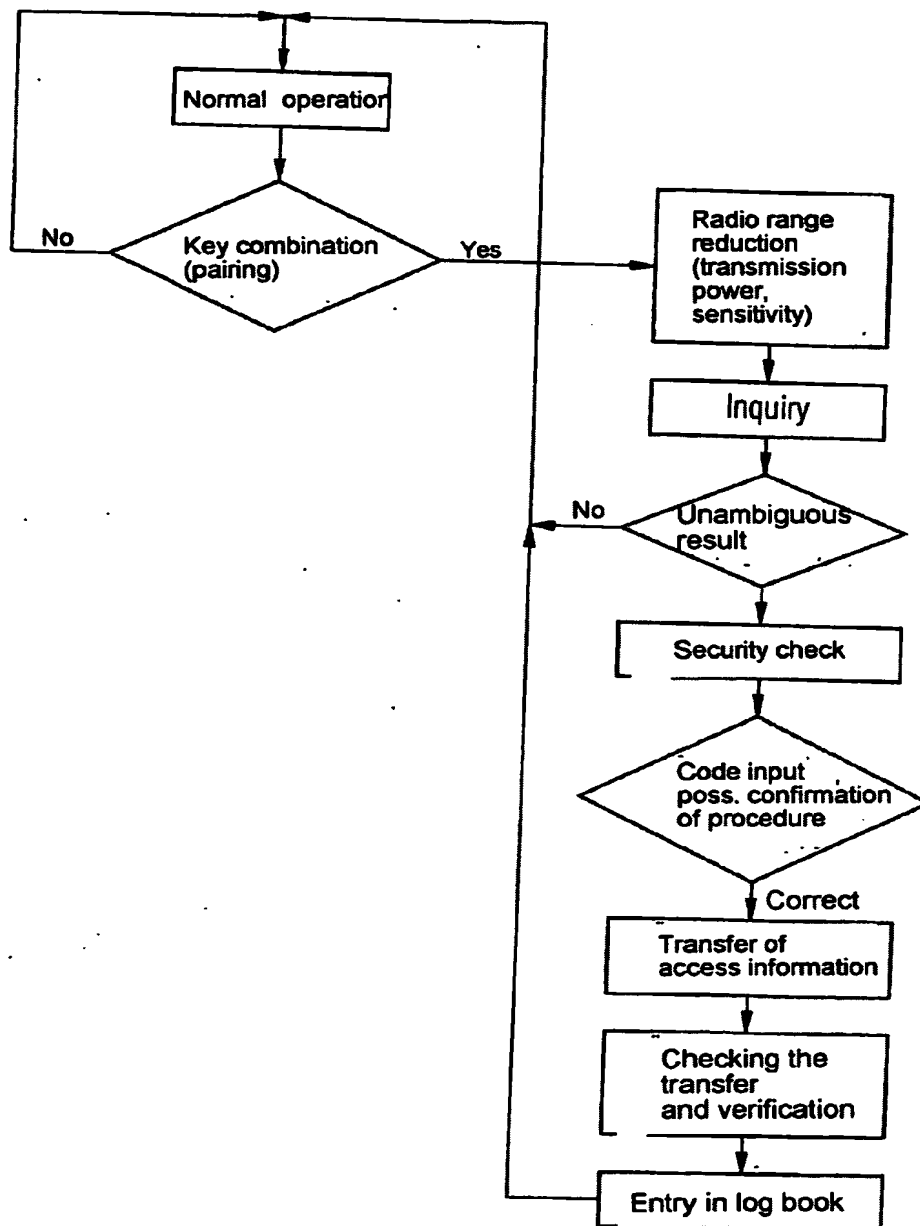 Normal operation
Key combination
(pairing)
No
Yes
Radio range
reduction
(transmission
power,
sensitivity)
Inquiry
Unambiguous
result
No
Security check
Code input
poss. confirmation
of procedure
Correct
Transfer of
access information
Checking the
transfer
and verification
Entry in log book